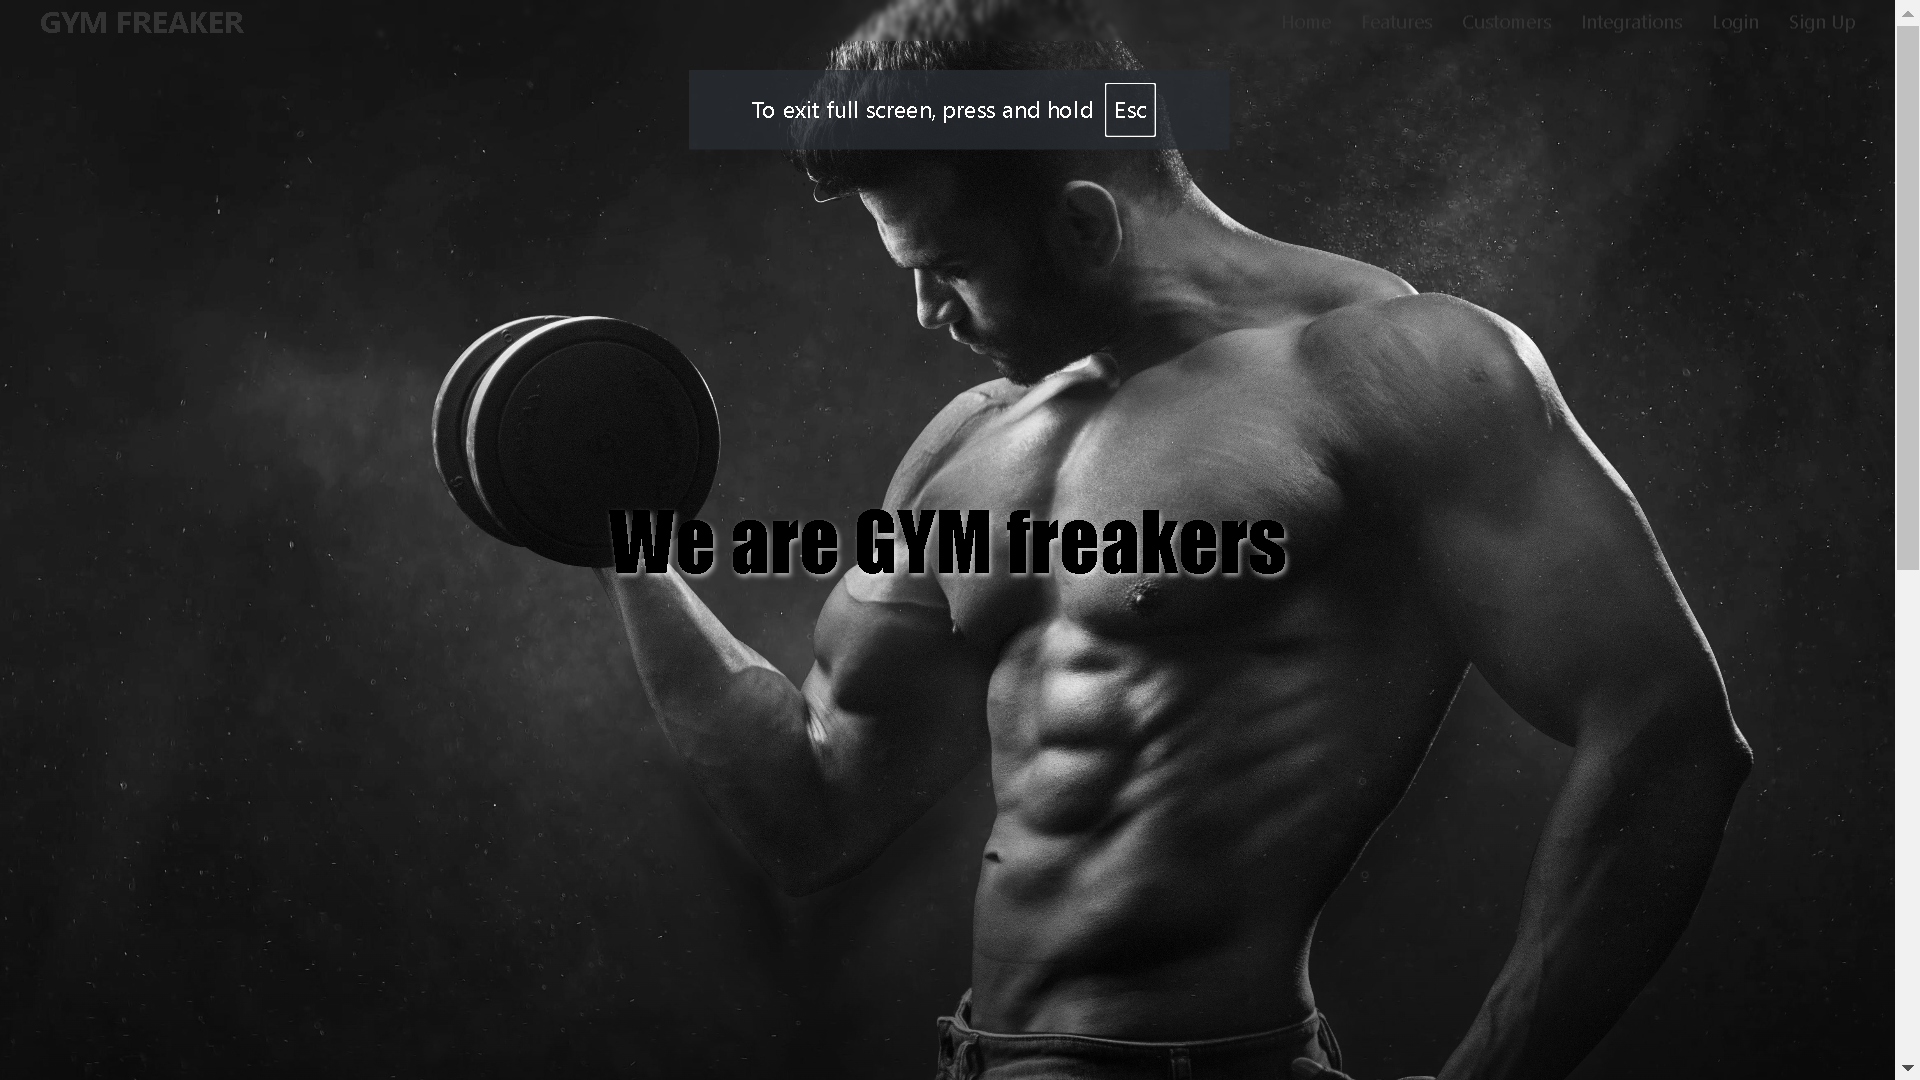 GYM FREAKER
Home Features Customers Integrations Login Sign Up
To exit full screen, press and hold Esc
We are GYM freakers